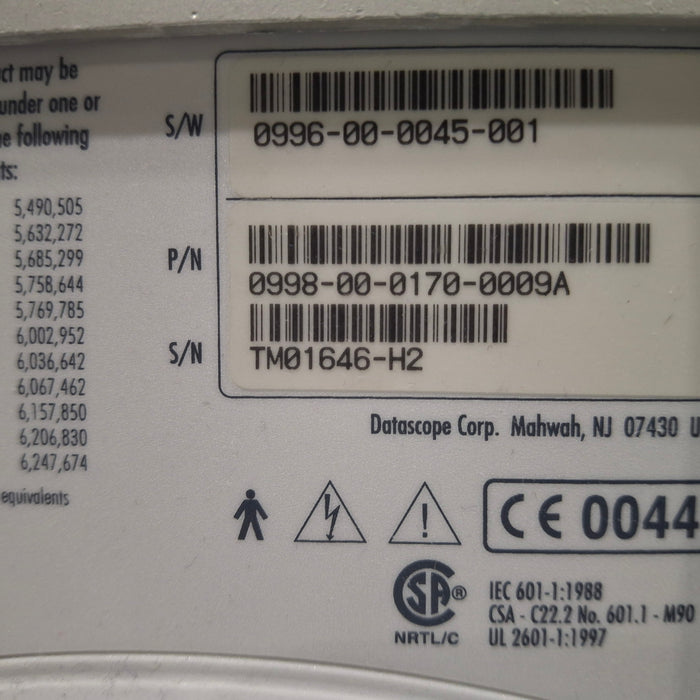 ct may be
under one or
e following
ts:
5,490,505
5,632,272
5,685,299
5,758,644
5,769,785
6,002,952
6,036,642
6,067,462
6,157,850
6,206,830
6,247,674
equivalents
S/W
0996-00-0045-001
P/N
0998-00-0170-0009A
S/N
TM01646-H2
Datascope Corp. Mahwah, NJ 07430 U
CE 0044
CSA®
NRTL/C
IEC 601-1:1988
CSA - C22.2 No. 601.1 - M90
UL 2601-1:1997